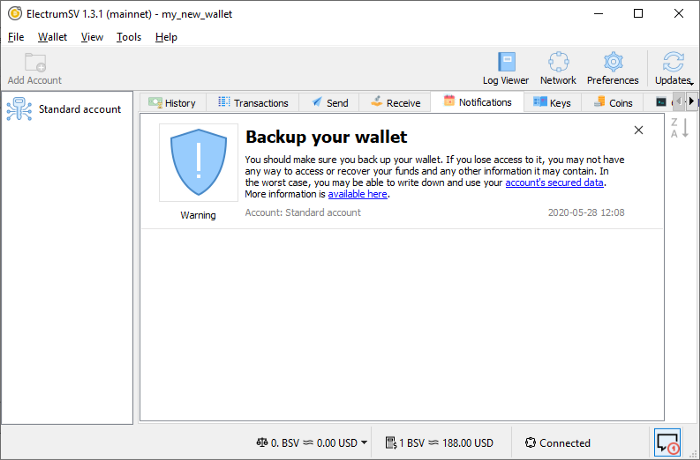 ElectrumSV 1.3.1 (mainnet) - my_new_wallet
File Wallet View Tools Help
Add Account
Log Viewer Network Preferences Updates
Standard account
History Transactions Send Receive Notifications Keys Coins
Z
A
Backup your wallet
You should make sure you back up your wallet. If you lose access to it, you may not have
any way to access or recover your funds and any other information it may contain. In
the worst case, you may be able to write down and use your account's secured data.
More information is available here.
Warning
Account: Standard account 2020-05-28 12:08
0. BSV ≈ 0.00 USD 1 BSV ≈ 188.00 USD Connected